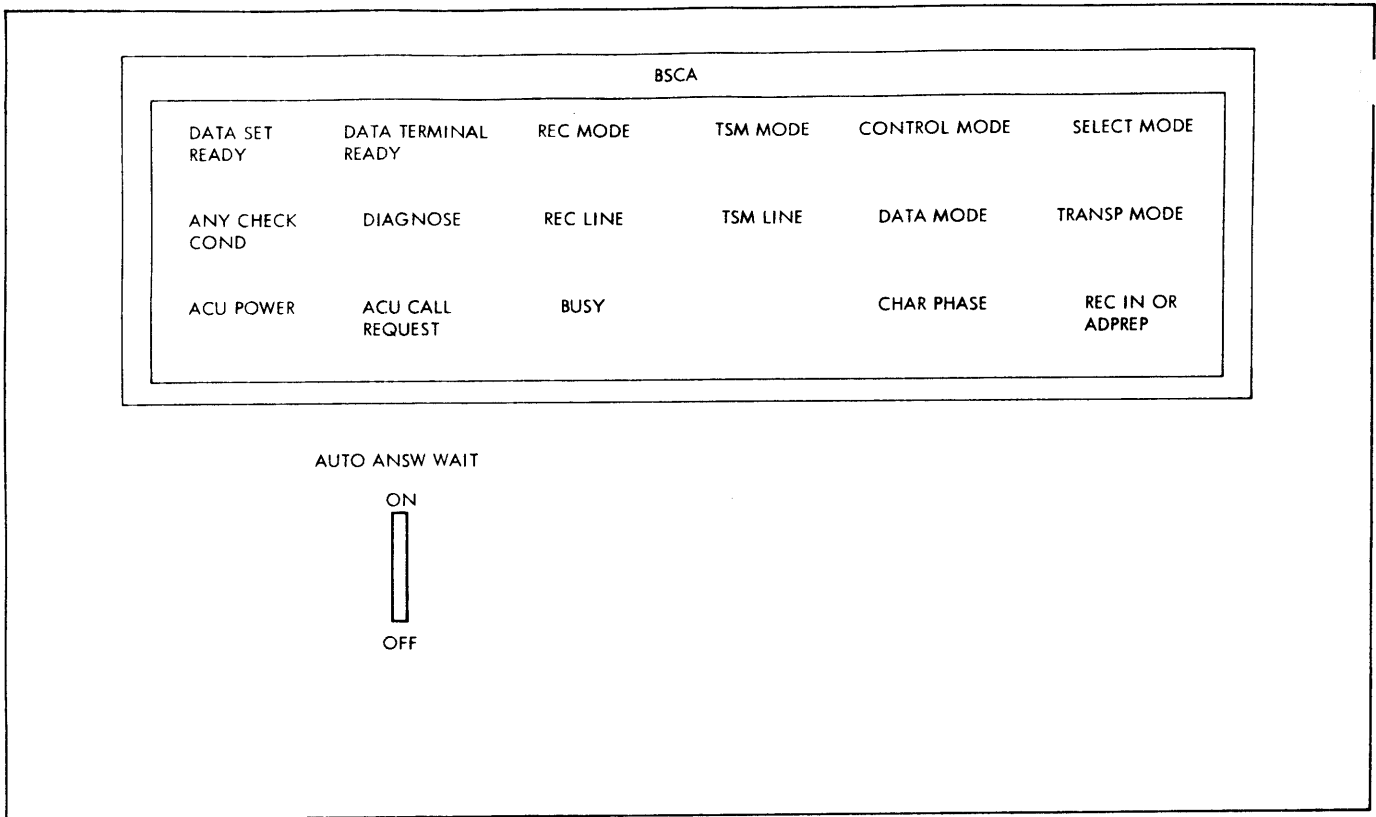 BSCA
DATA SET READY
DATA TERMINAL READY
REC MODE
TSM MODE
CONTROL MODE
SELECT MODE
ANY CHECK COND
DIAGNOSE
REC LINE
TSM LINE
DATA MODE
TRANSP MODE
ACU POWER
ACU CALL REQUEST
BUSY
CHAR PHASE
REC IN OR ADPREP
AUTO ANSW WAIT
ON
OFF